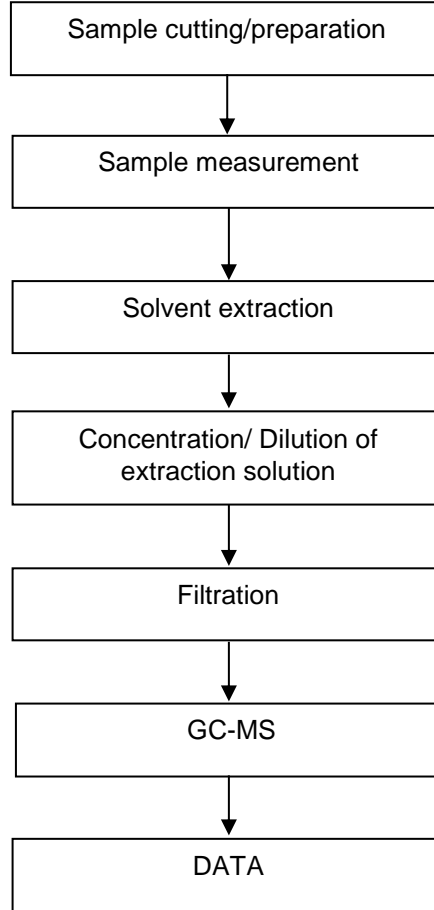 Sample cutting/preparation
Sample measurement
Solvent extraction
Concentration/ Dilution of
extraction solution
Filtration
GC-MS
DATA